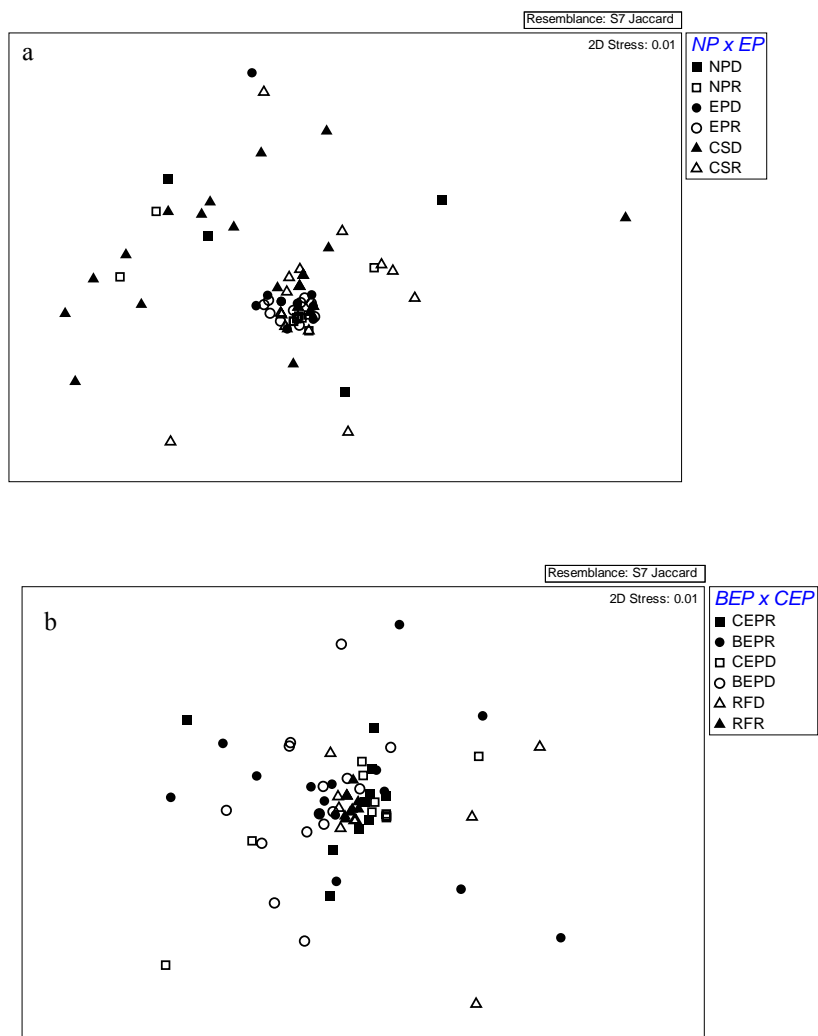 Resemblance: S7 Jaccard
a
2D Stress: 0.01
NP x EP
NPD
NPR
EPD
EPR
CSD
CSR
Resemblance: S7 Jaccard
b
2D Stress: 0.01
BEP x CEP
CEPR
BEPR
CEPD
BEPD
RFD
RFR